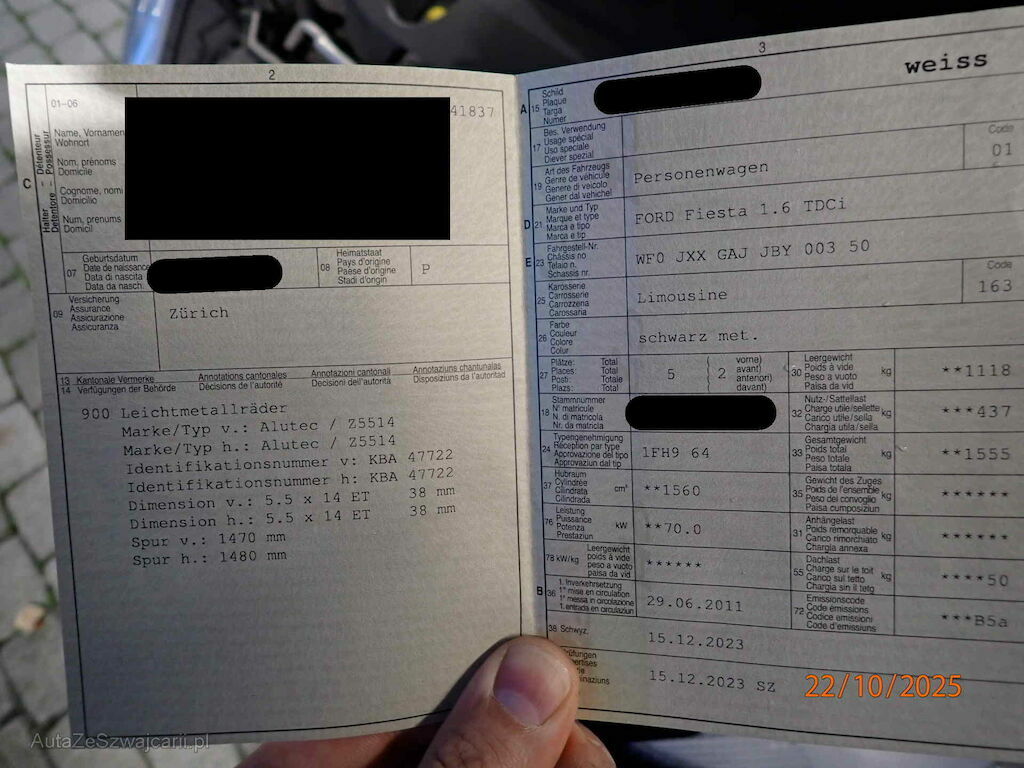 2
01-06
41837
Halter – Détenteur
Detentore – Possessur
C
Name, Vornamen
Wohnort
Nom, prénoms
Domicile
Cognome, nomi
Domicilio
Num, prenums
Domicil
07
Geburtsdatum
Date de naissance
Data di nascita
Data da nasch.
08
Heimatstaat
Pays d'origine
Paese d'origine
Stadi d'origin
P
09
Versicherung
Assurance
Assicurazione
Assicuranza
Zürich
13 Kantonale Vermerke Annotations cantonales Annotazioni cantonali Annotaziuns chantunalas
14 Verfügungen der Behörde Décisions de l'autorité Decisioni dell'autorità Disposiziuns da l'autoritad
900 Leichtmetallräder
Marke/Typ v.: Alutec / Z5514
Marke/Typ h.: Alutec / Z5514
Identifikationsnummer v: KBA 47722
Identifikationsnummer h: KBA 47722
Dimension v.: 5.5 x 14 ET 38 mm
Dimension h.: 5.5 x 14 ET 38 mm
Spur v.: 1470 mm
Spur h.: 1480 mm
3
weiss
A 15
Schild
Plaque
Targa
Numer
17
Bes. Verwendung
Usage spécial
Uso speciale
Diever spezial
19
Art des Fahrzeugs
Genre de véhicule
Genere di veicolo
Gener dal vehichel
Personenwagen
Code
01
D 21
Marke und Typ
Marque et type
Marca e tipo
Marca e tip
FORD Fiesta 1.6 TDCi
E 23
Fahrgestell-Nr.
Châssis no
Telaio n.
Schassis nr.
WF0 JXX GAJ JBY 003 50
25
Karosserie
Carrosserie
Carrozzeria
Carossaria
Limousine
Code
163
26
Farbe
Couleur
Colore
Colur
schwarz met.
27
Plätze: Total
Places: Total
Posti: Totale
Plazs: Total
5
( vorne)
( avant)
( anteriori)
( davant)
2
30
Leergewicht
Poids à vide
Peso a vuoto
Paisa da vid
kg
**1118
18
Stammnummer
N° matricule
N. di matricola
Nr. da matricla
32
Nutz-/Sattellast
Charge utile/sellette
Carico utile/sella
Chargia utila/sella
kg
***437
24
Typengenehmigung
Réception par type
Approvazione del tipo
Approvaziun dal tip
1FH9 64
33
Gesamtgewicht
Poids total
Peso totale
Paisa totala
kg
**1555
37
Hubraum
Cylindrée
Cilindrata
Cilindrada
cm³
**1560
35
Gewicht des Zuges
Poids de l'ensemble
Peso del convoglio
Paisa cumposiziun
kg
******
76
Leistung
Puissance
Potenza
Prestaziun
kW
**70.0
31
Anhängelast
Poids remorquable
Carico rimorchiato
Chargia annexa
kg
******
78 kW/kg
Leergewicht
poids à vide
peso a vuoto
paisa da vid
******
55
Dachlast
Charge sur le toit
Carico sul tetto
Chargia sin il tetg
kg
****50
B 36
1. Inverkehrsetzung
1re mise en circulation
1a messa in circolazione
1. entrada en circulaziun
29.06.2011
72
Emissionscode
Code émissions
Codice emissioni
Code d'emissiuns
***B5a
38 Schwyz.
15.12.2023
15.12.2023 SZ
22/10/2025
AutaZeSzwajcarii.pl